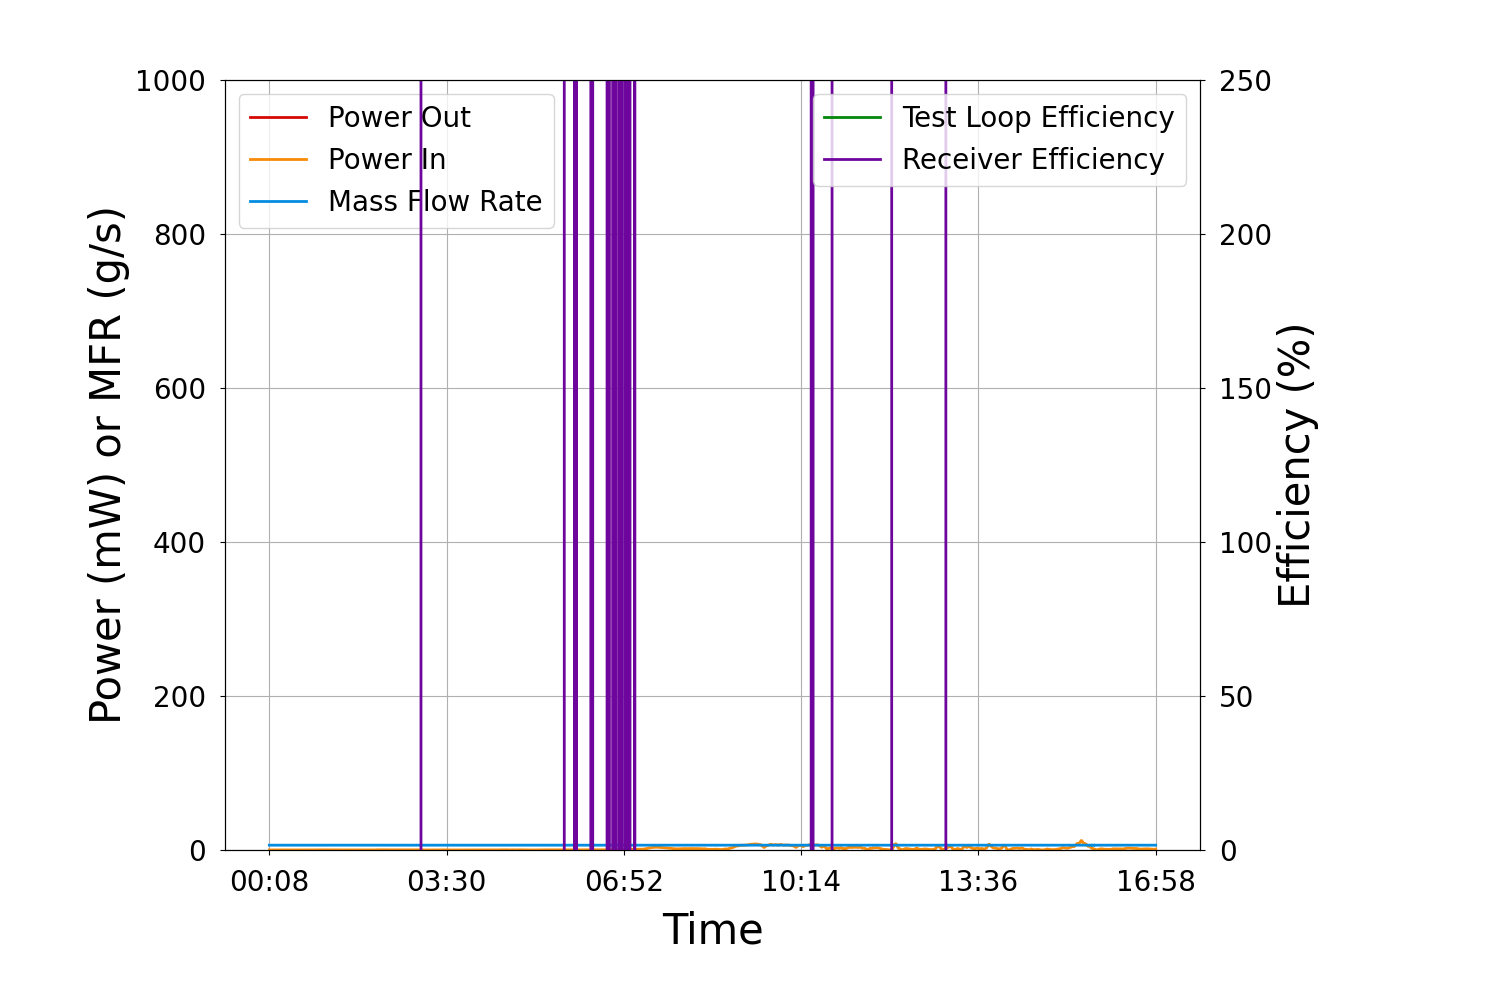 1000
800
600
400
200
0
Power (mW) or MFR (g/s)
Power Out
Power In
Mass Flow Rate
Test Loop Efficiency
Receiver Efficiency
250
200
150
100
50
0
Efficiency (%)
00:08 03:30 06:52 10:14 13:36 16:58
Time